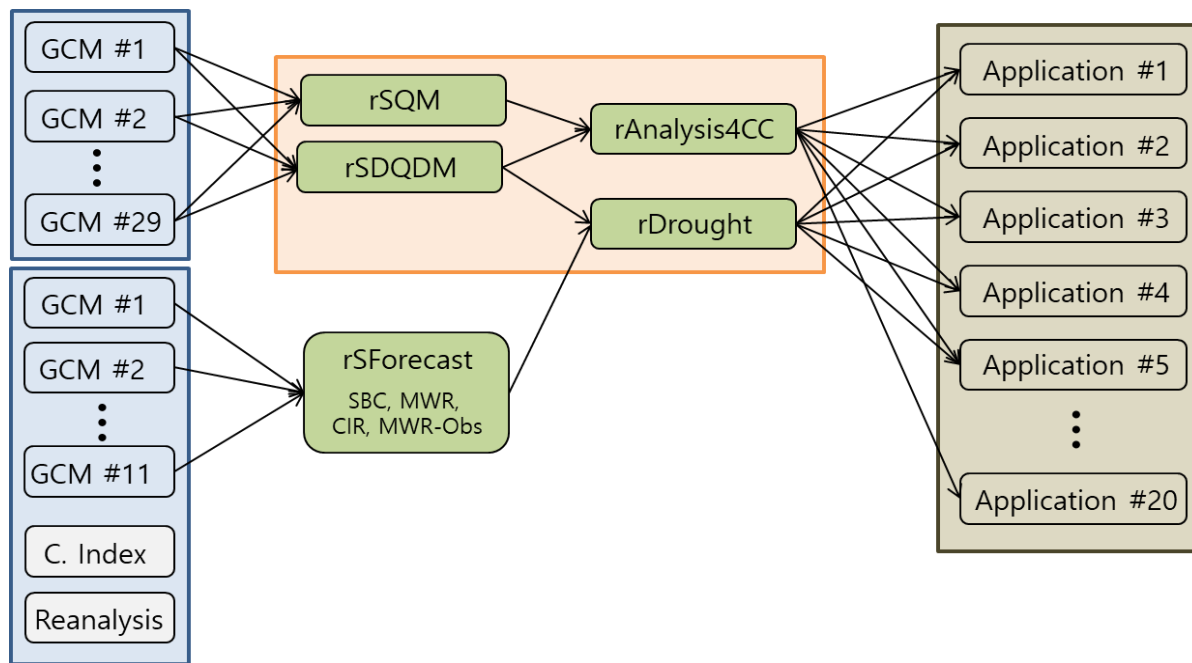 GCM #1
GCM #2
GCM #29
GCM #1
GCM #2
GCM #11
C. Index
Reanalysis
rSQM
rSDQDM
rAnalysis4CC
rDrought
rSForecast
SBC, MWR,
CIR, MWR-Obs
Application #1
Application #2
Application #3
Application #4
Application #5
Application #20